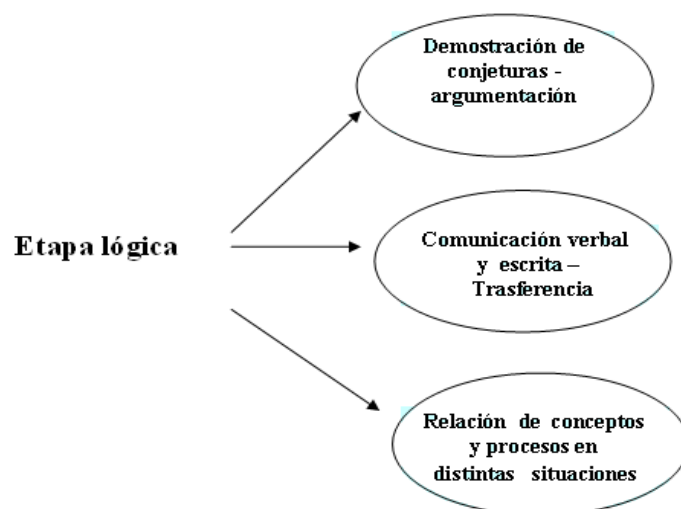 Demostración de
conjeturas -
argumentación
Etapa lógica
Comunicación verbal
y escrita –
Trasferencia
Relación de conceptos
y procesos en
distintas situaciones